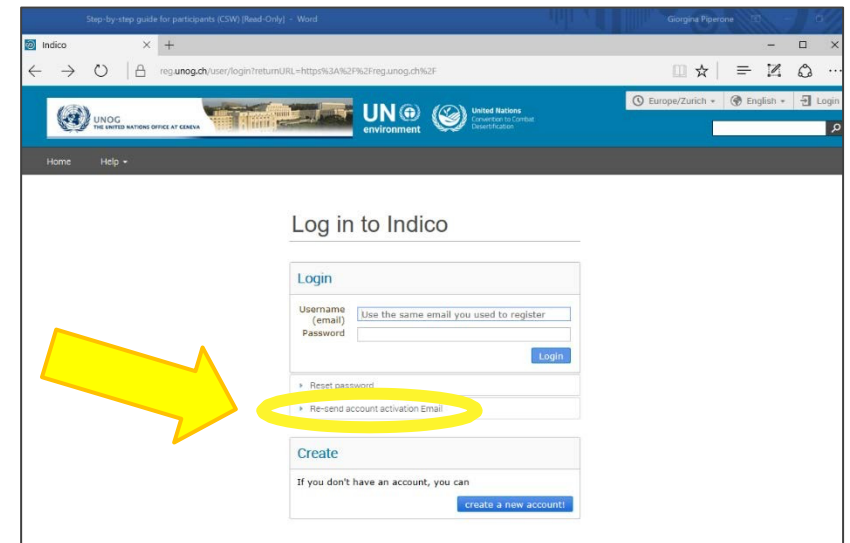 Step-by-step guide for participants (CSW) [Read-Only] - Word
Giorgina Piperone
Indico
reg.unog.ch/user/login?returnURL=https%3A%2F%2Freg.unog.ch%2F
UNOG
THE UNITED NATIONS OFFICE AT GENEVA
UN
environment
United Nations
Convention to Combat
Desertification
Europe/Zurich
English
Login
Home Help
Log in to Indico
Login
Username
(email)
Use the same email you used to register
Password
Login
Reset password
Re-send account activation Email
Create
If you don't have an account, you can
create a new account!